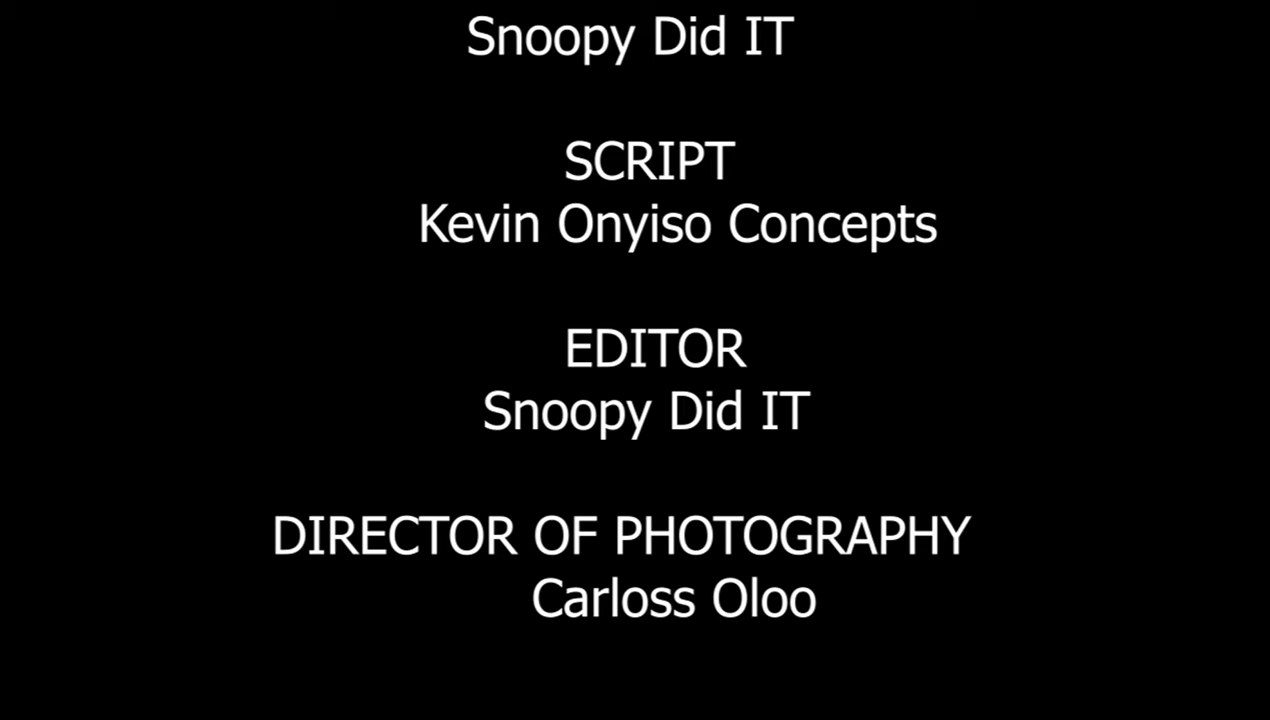 Snoopy Did IT
SCRIPT
Kevin Onyiso Concepts
EDITOR
Snoopy Did IT
DIRECTOR OF PHOTOGRAPHY
Carloss Oloo